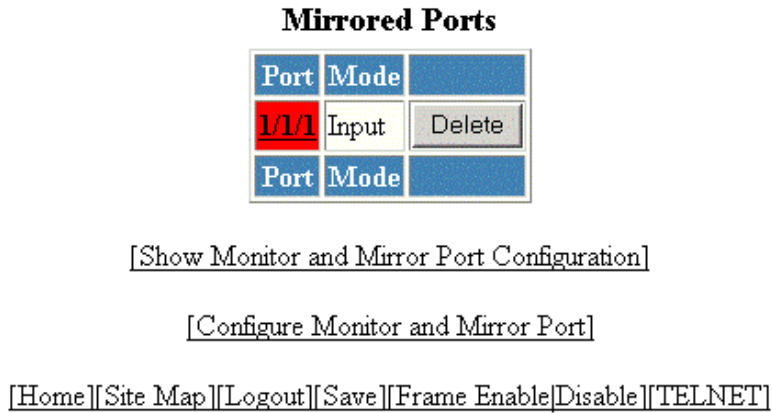 Mirrored Ports
Port Mode
1/1/1 Input Delete
Port Mode
[Show Monitor and Mirror Port Configuration]
[Configure Monitor and Mirror Port]
[Home][Site Map][Logout][Save][Frame Enable|Disable][TELNET]